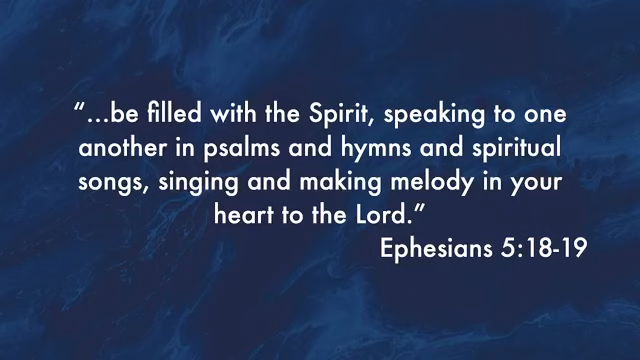 “...be filled with the Spirit, speaking to one
another in psalms and hymns and spiritual
songs, singing and making melody in your
heart to the Lord.”
Ephesians 5:18-19